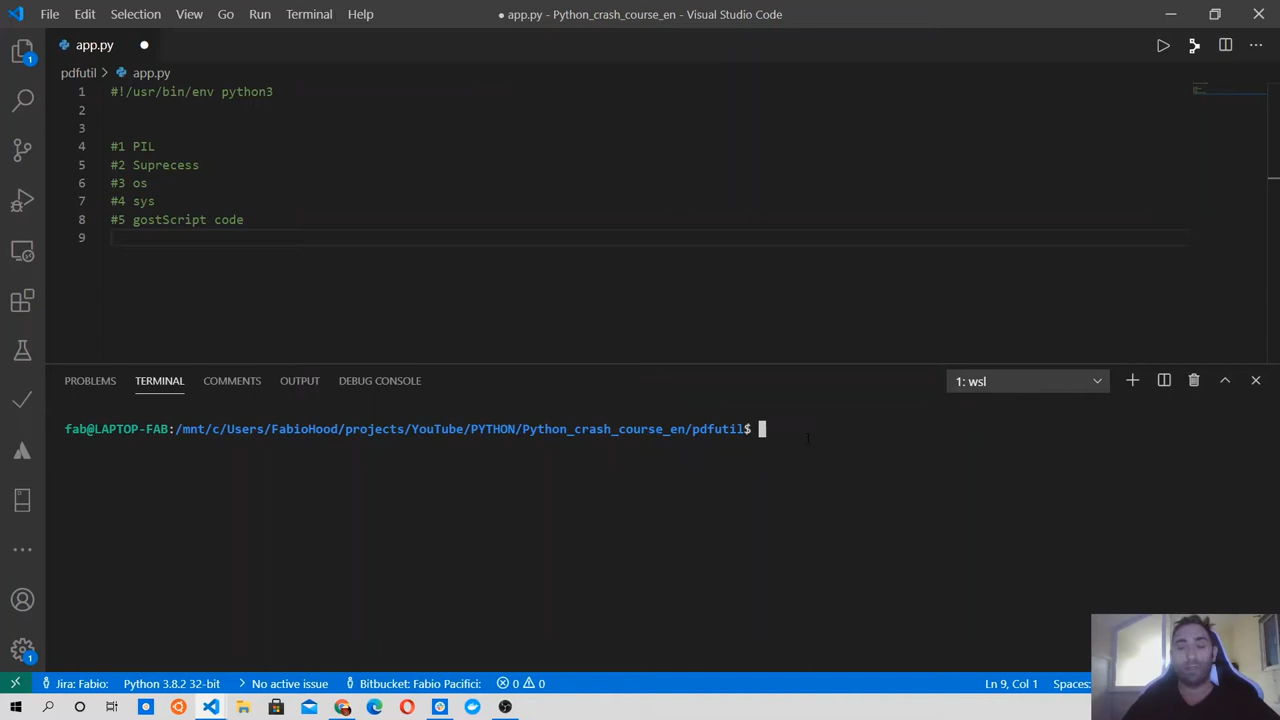 File Edit Selection View Go Run Terminal Help
● app.py - Python_crash_course_en - Visual Studio Code
app.py
pdfutil > app.py
1 #!/usr/bin/env python3
2
3
4 #1 PIL
5 #2 Suprecess
6 #3 os
7 #4 sys
8 #5 gostScript code
9
PROBLEMS TERMINAL COMMENTS OUTPUT DEBUG CONSOLE
1: wsl
fab@LAPTOP-FAB:/mnt/c/Users/FabioHood/projects/YouTube/PYTHON/Python_crash_course_en/pdfutil$
1
1
Jira: Fabio: Python 3.8.2 32-bit No active issue Bitbucket: Fabio Pacifici: 0 0 Ln 9, Col 1 Spaces: